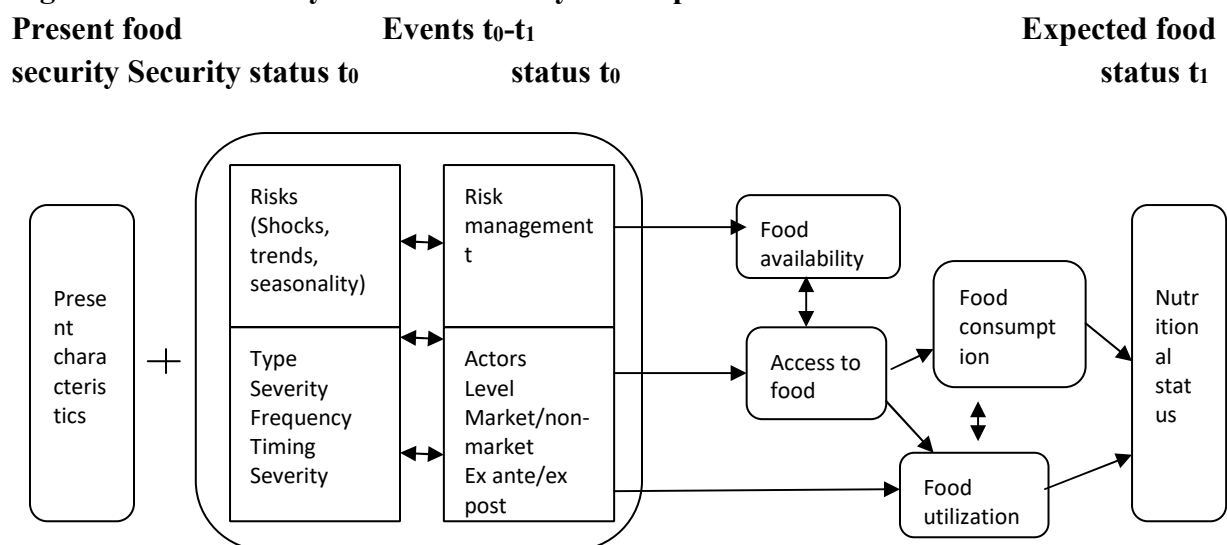 Present food Events t0-t1 Expected food
security Security status t0 status t0 status t1
Prese
nt
chara
cteris
tics
+
Risks
(Shocks,
trends,
seasonality)
Type
Severity
Frequency
Timing
Severity
Risk
management
t
Actors
Level
Market/non-
market
Ex ante/ex
post
Food
availability
Access to
food
Food
consumpt
ion
Food
utilization
Nutr
ition
al
stat
us